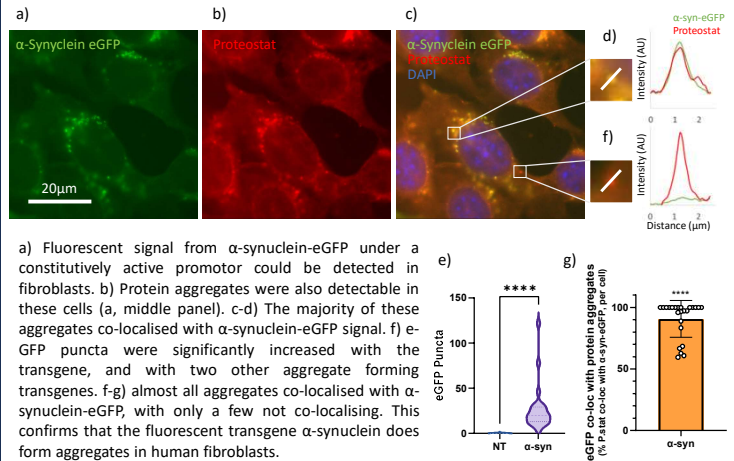 a)
b)
c)
α-syn-eGFP
Proteostat
α-Synyclein eGFP
Proteostat
α-Synyclein eGFP
Proteostat
DAPI
20µm
d)
Intensity (AU)
0
1
2
f)
Intensity (AU)
0
1
2
Distance (µm)
a) Fluorescent signal from α-synuclein-eGFP under a
constitutively active promotor could be detected in
fibroblasts. b) Protein aggregates were also detectable in
these cells (a, middle panel). c-d) The majority of these
aggregates co-localised with α-synuclein-eGFP signal. f) e-
GFP puncta were significantly increased with the
transgene, and with two other aggregate forming
transgenes. f-g) almost all aggregates co-localised with α-
synuclein-eGFP, with only a few not co-localising. This
confirms that the fluorescent transgene α-synuclein does
form aggregates in human fibroblasts.
e)
****
150
100
50
0
eGFP Puncta
NT α-syn
g)
****
100
50
0
eGFP co-loc with protein aggregates
(% P.stat co-loc with α-syn-eGFP, per cell)
α-syn